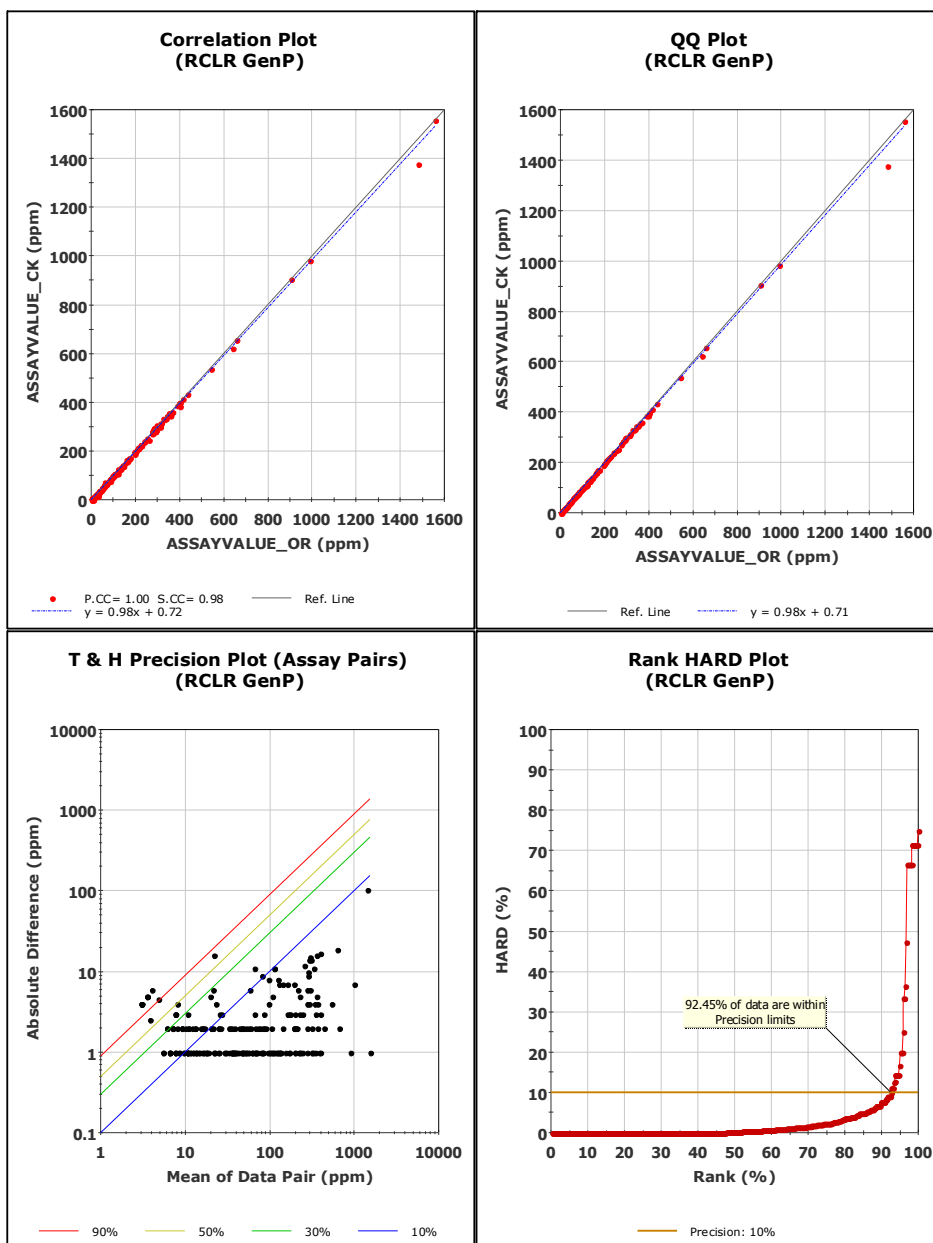 Correlation Plot
(RCLR GenP)
1600
1400
1200
1000
800
600
400
200
0
ASSAYVALUE_CK (ppm)
0 200 400 600 800 1000 1200 1400 1600
ASSAYVALUE_OR (ppm)
P.CC= 1.00 S.CC= 0.98
Ref. Line
y = 0.98x + 0.72
QQ Plot
(RCLR GenP)
1600
1400
1200
1000
800
600
400
200
0
ASSAYVALUE_CK (ppm)
0 200 400 600 800 1000 1200 1400 1600
ASSAYVALUE_OR (ppm)
Ref. Line
y = 0.98x + 0.71
T & H Precision Plot (Assay Pairs)
(RCLR GenP)
10000
1000
100
10
1
0.1
Absolute Difference (ppm)
1 10 100 1000 10000
Mean of Data Pair (ppm)
90% 50% 30% 10%
Rank HARD Plot
(RCLR GenP)
100
90
80
70
60
50
40
30
20
10
0
HARD (%)
92.45% of data are within
Precision limits
0 10 20 30 40 50 60 70 80 90 100
Rank (%)
Precision: 10%